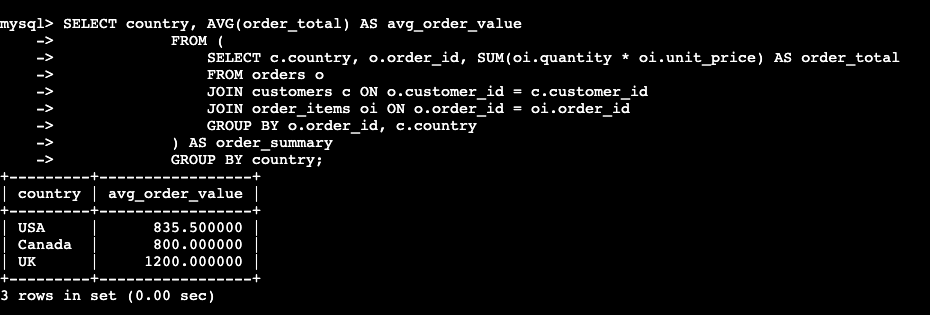 mysql> SELECT country, AVG(order_total) AS avg_order_value
    ->             FROM (
    ->                 SELECT c.country, o.order_id, SUM(oi.quantity * oi.unit_price) AS order_total
    ->                 FROM orders o
    ->                 JOIN customers c ON o.customer_id = c.customer_id
    ->                 JOIN order_items oi ON o.order_id = oi.order_id
    ->                 GROUP BY o.order_id, c.country
    ->             ) AS order_summary
    ->             GROUP BY country;
+---------+-----------------+
| country | avg_order_value |
+---------+-----------------+
| USA     |      835.500000 |
| Canada  |      800.000000 |
| UK      |     1200.000000 |
+---------+-----------------+
3 rows in set (0.00 sec)